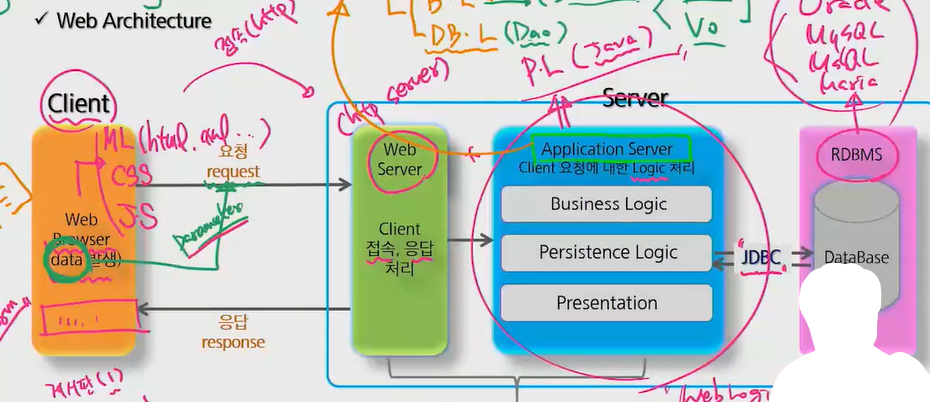 ✓ Web Architecture
접속(http)
B.L
DB.L (Dao)
Vo
P.L (java)
Oracle
MySQL
MsQL
Maria
Client
ML (html, xml ...)
CSS
JS
Web
Browser
data(발생)
요청
request
parameter
응답
response
게시판(1)
(http server)
Server
Web
Server
Client
접속, 응답
처리
Application Server
Client 요청에 대한 Logic 처리
Business Logic
Persistence Logic
Presentation
JDBC
RDBMS
DataBase
WebLogi